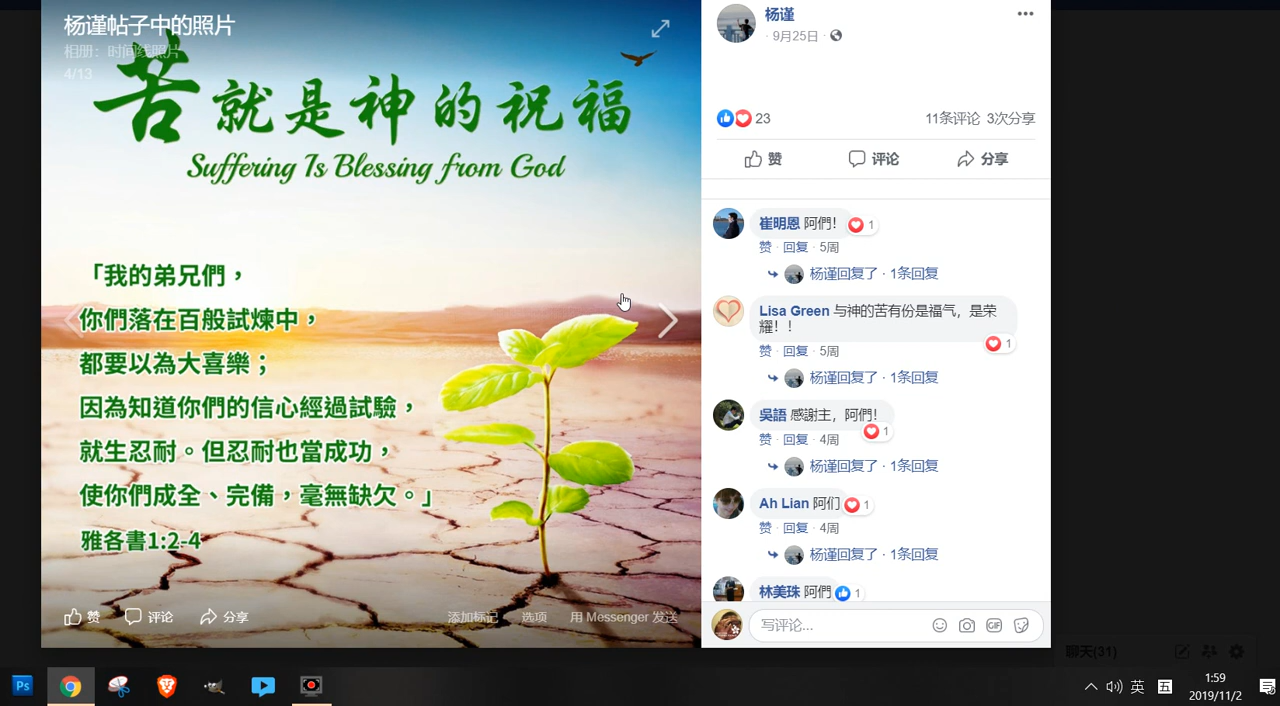 杨谨帖子中的照片
相册：时间线照片
4/13
苦就是神的祝福
Suffering Is Blessing from God
「我的弟兄們，
你們落在百般試煉中，
都要以為大喜樂；
因為知道你們的信心經過試驗，
就生忍耐。但忍耐也當成功，
使你們成全、完備，毫無缺欠。」
雅各書1:2-4
赞 评论 分享 添加标记 选项 用 Messenger 发送
杨谨
· 9月25日 ·
23 11条评论 3次分享
赞 评论 分享
崔明恩 阿們！ 1
赞 · 回复 · 5周
杨谨回复了 · 1条回复
Lisa Green 与神的苦有份是福气，是荣
耀！！
1
赞 · 回复 · 5周
杨谨回复了 · 1条回复
吳語 感謝主，阿們！
1
赞 · 回复 · 4周
杨谨回复了 · 1条回复
Ah Lian 阿们 1
赞 · 回复 · 4周
杨谨回复了 · 1条回复
林美珠 阿們 1
写评论...
GIF
聊天(31)
Ps
英 五
1:59
2019/11/2